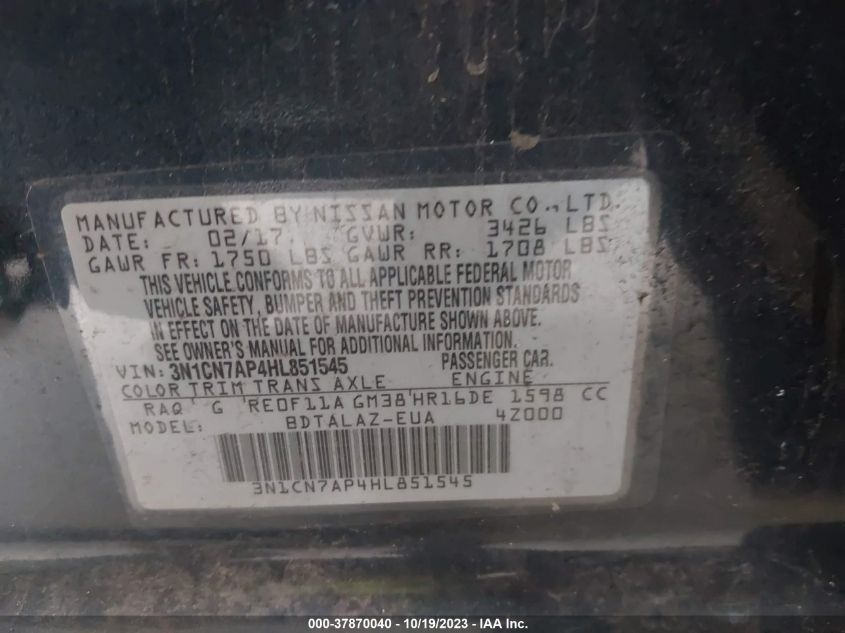 MANUFACTURED BY NISSAN MOTOR CO., LTD.
DATE: 02/17 GVWR: 3426 LBS
GAWR FR: 1750 LBS GAWR RR: 1708 LBS
THIS VEHICLE CONFORMS TO ALL APPLICABLE FEDERAL MOTOR
VEHICLE SAFETY, BUMPER AND THEFT PREVENTION STANDARDS
IN EFFECT ON THE DATE OF MANUFACTURE SHOWN ABOVE.
SEE OWNER'S MANUAL FOR ADDITIONAL INFORMATION.
VIN: 3N1CN7AP4HL851545 PASSENGER CAR.
COLOR TRIM TRANS AXLE ENGINE
RAQ G RE0F11A GM38 HR16DE 1598 CC
MODEL: BDTALAZ-EUA 4Z000
3N1CN7AP4HL851545
000-37870040 - 10/19/2023 - IAA Inc.